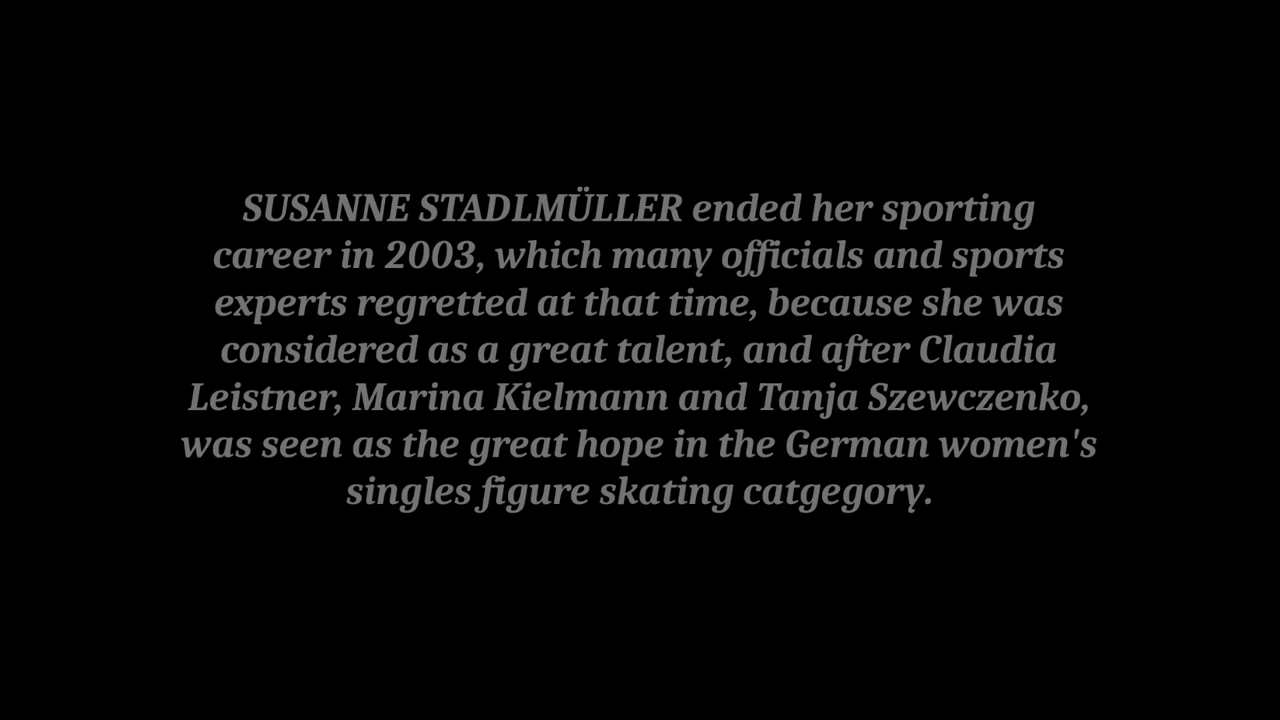 SUSANNE STADLMÜLLER ended her sporting
career in 2003, which many officials and sports
experts regretted at that time, because she was
considered as a great talent, and after Claudia
Leistner, Marina Kielmann and Tanja Szewczenko,
was seen as the great hope in the German women's
singles figure skating catgegory.